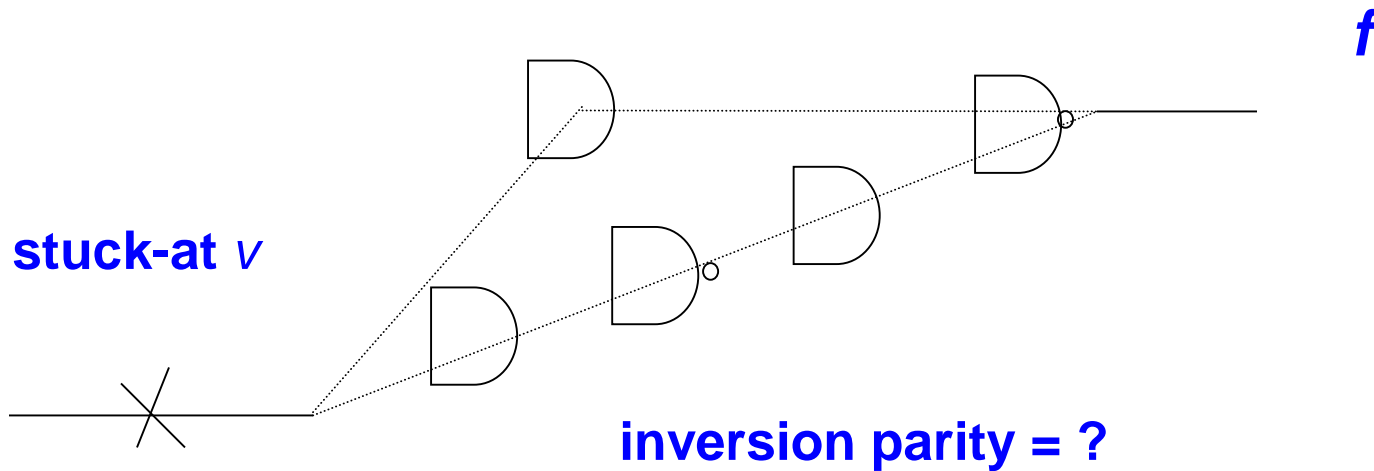 f
stuck-at v
inversion parity = ?